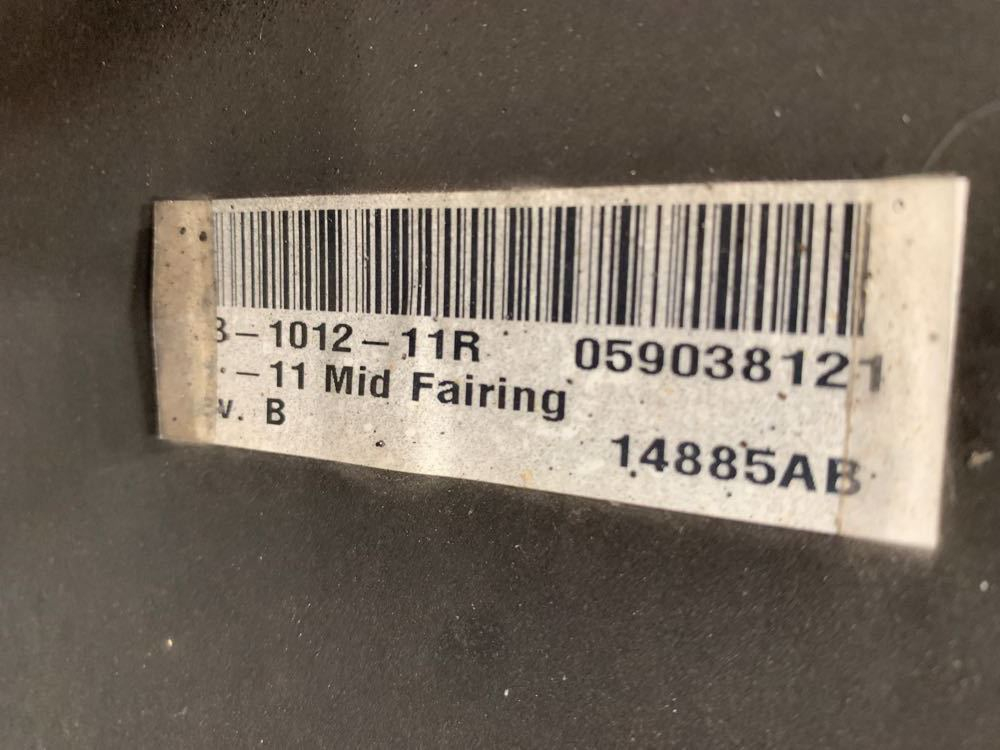 3-1012-11R 059038121
-11 Mid Fairing
w. B
14885AB